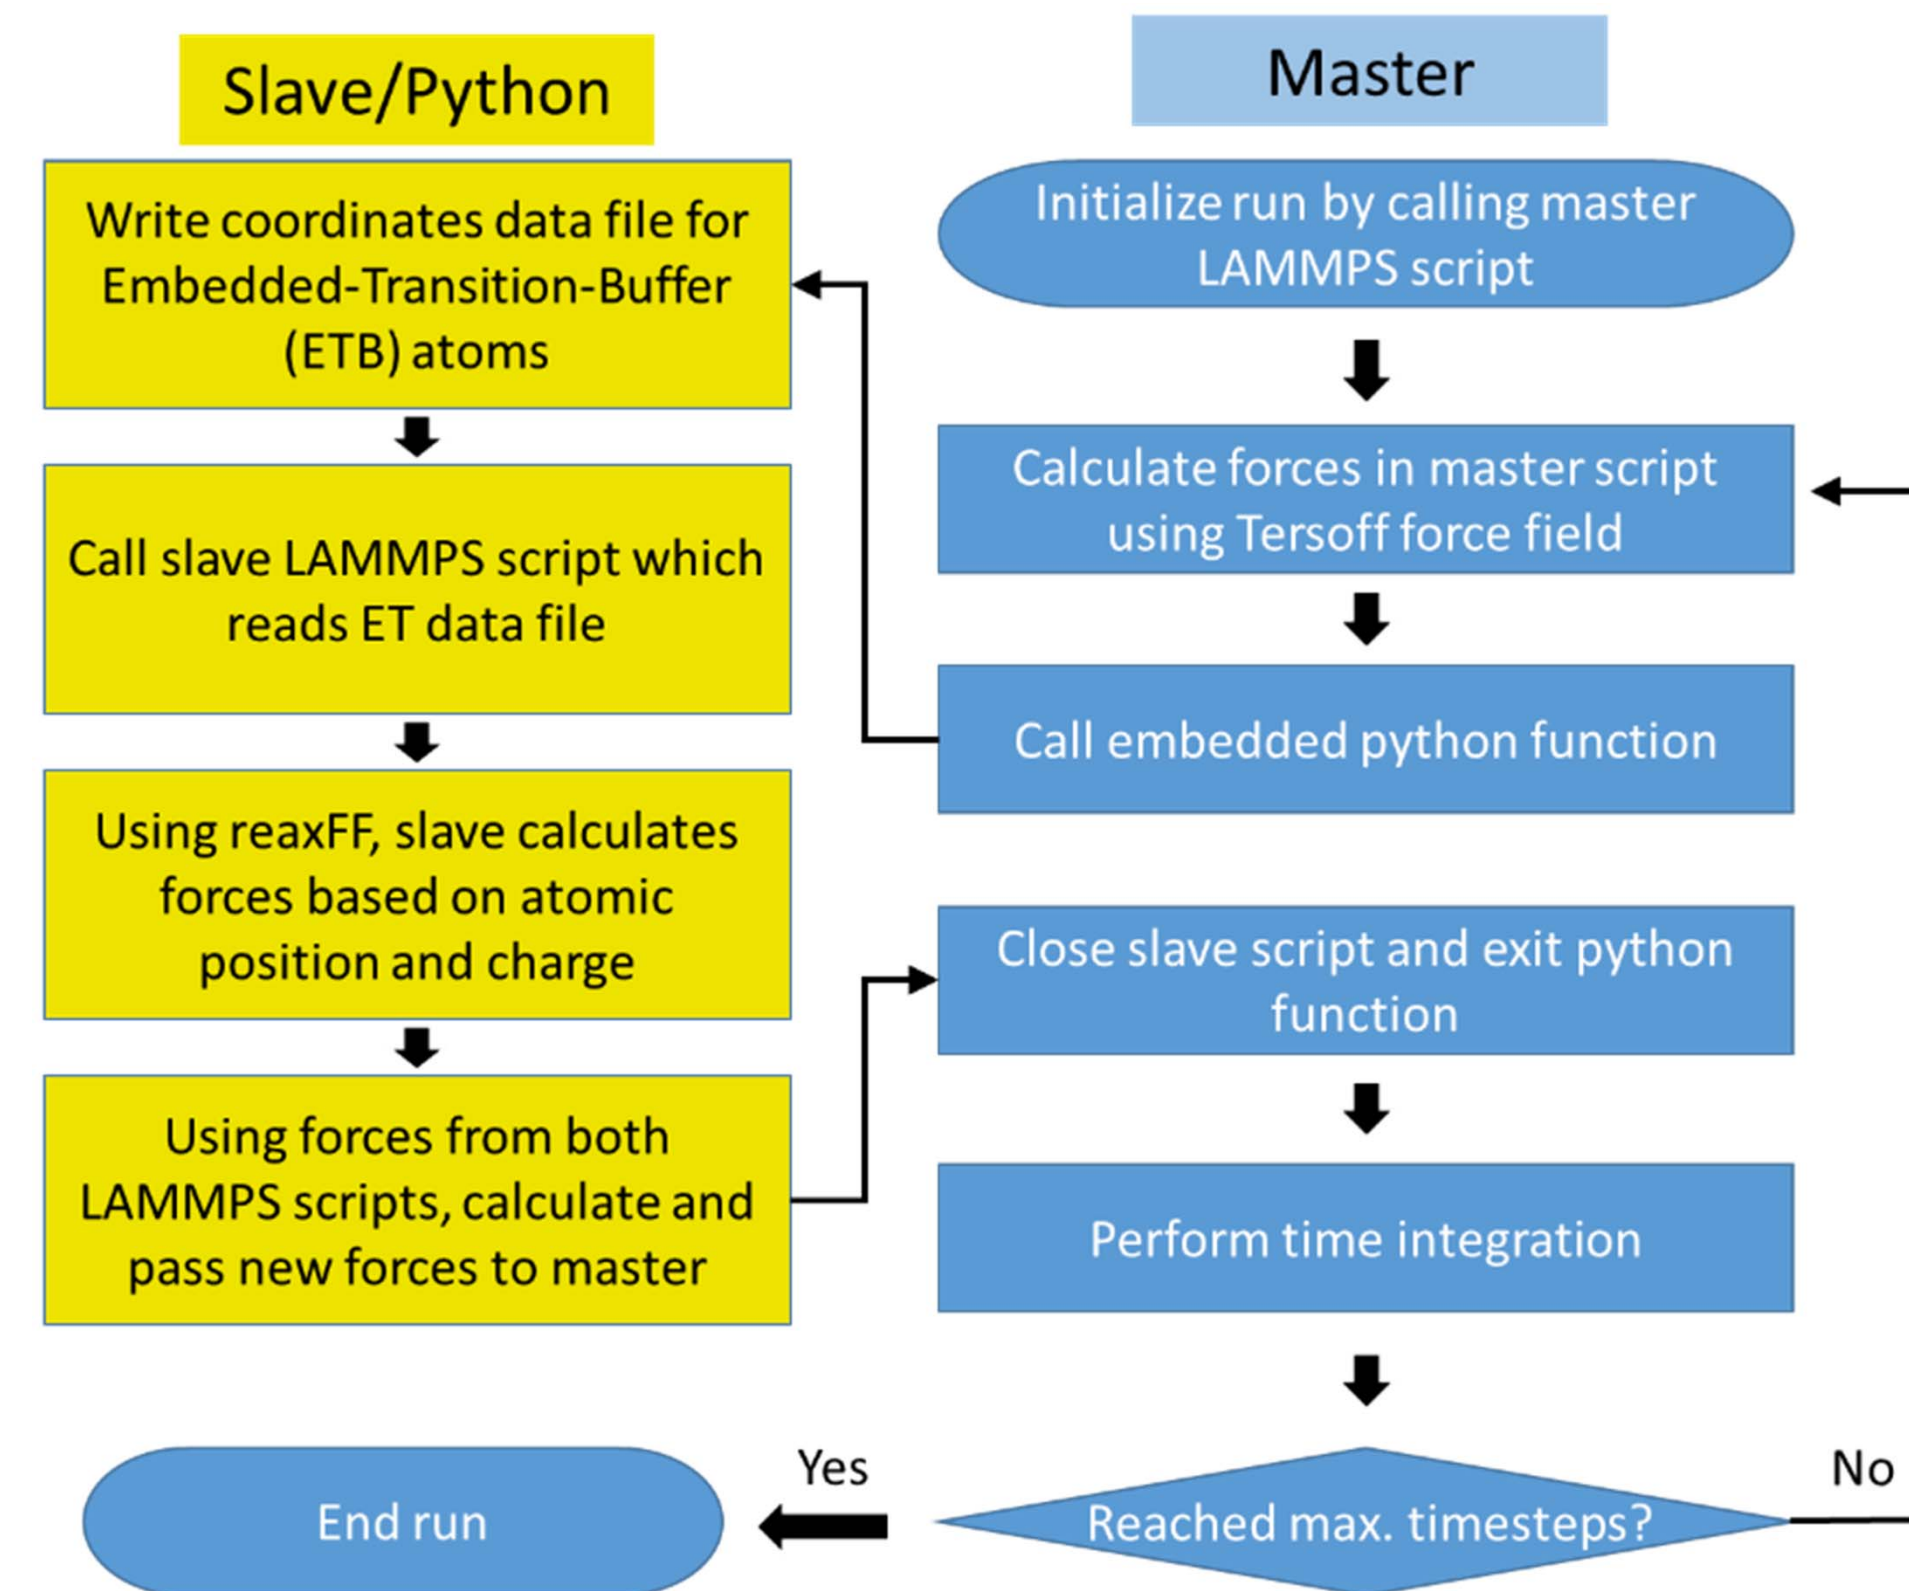 Slave/Python
Write coordinates data file for
Embedded-Transition-Buffer
(ETB) atoms
Call slave LAMMPS script which
reads ET data file
Using reaxFF, slave calculates
forces based on atomic
position and charge
Using forces from both
LAMMPS scripts, calculate and
pass new forces to master
Master
Initialize run by calling master
LAMMPS script
Calculate forces in master script
using Tersoff force field
Call embedded python function
Close slave script and exit python
function
Perform time integration
Reached max. timesteps?
No
Yes
End run